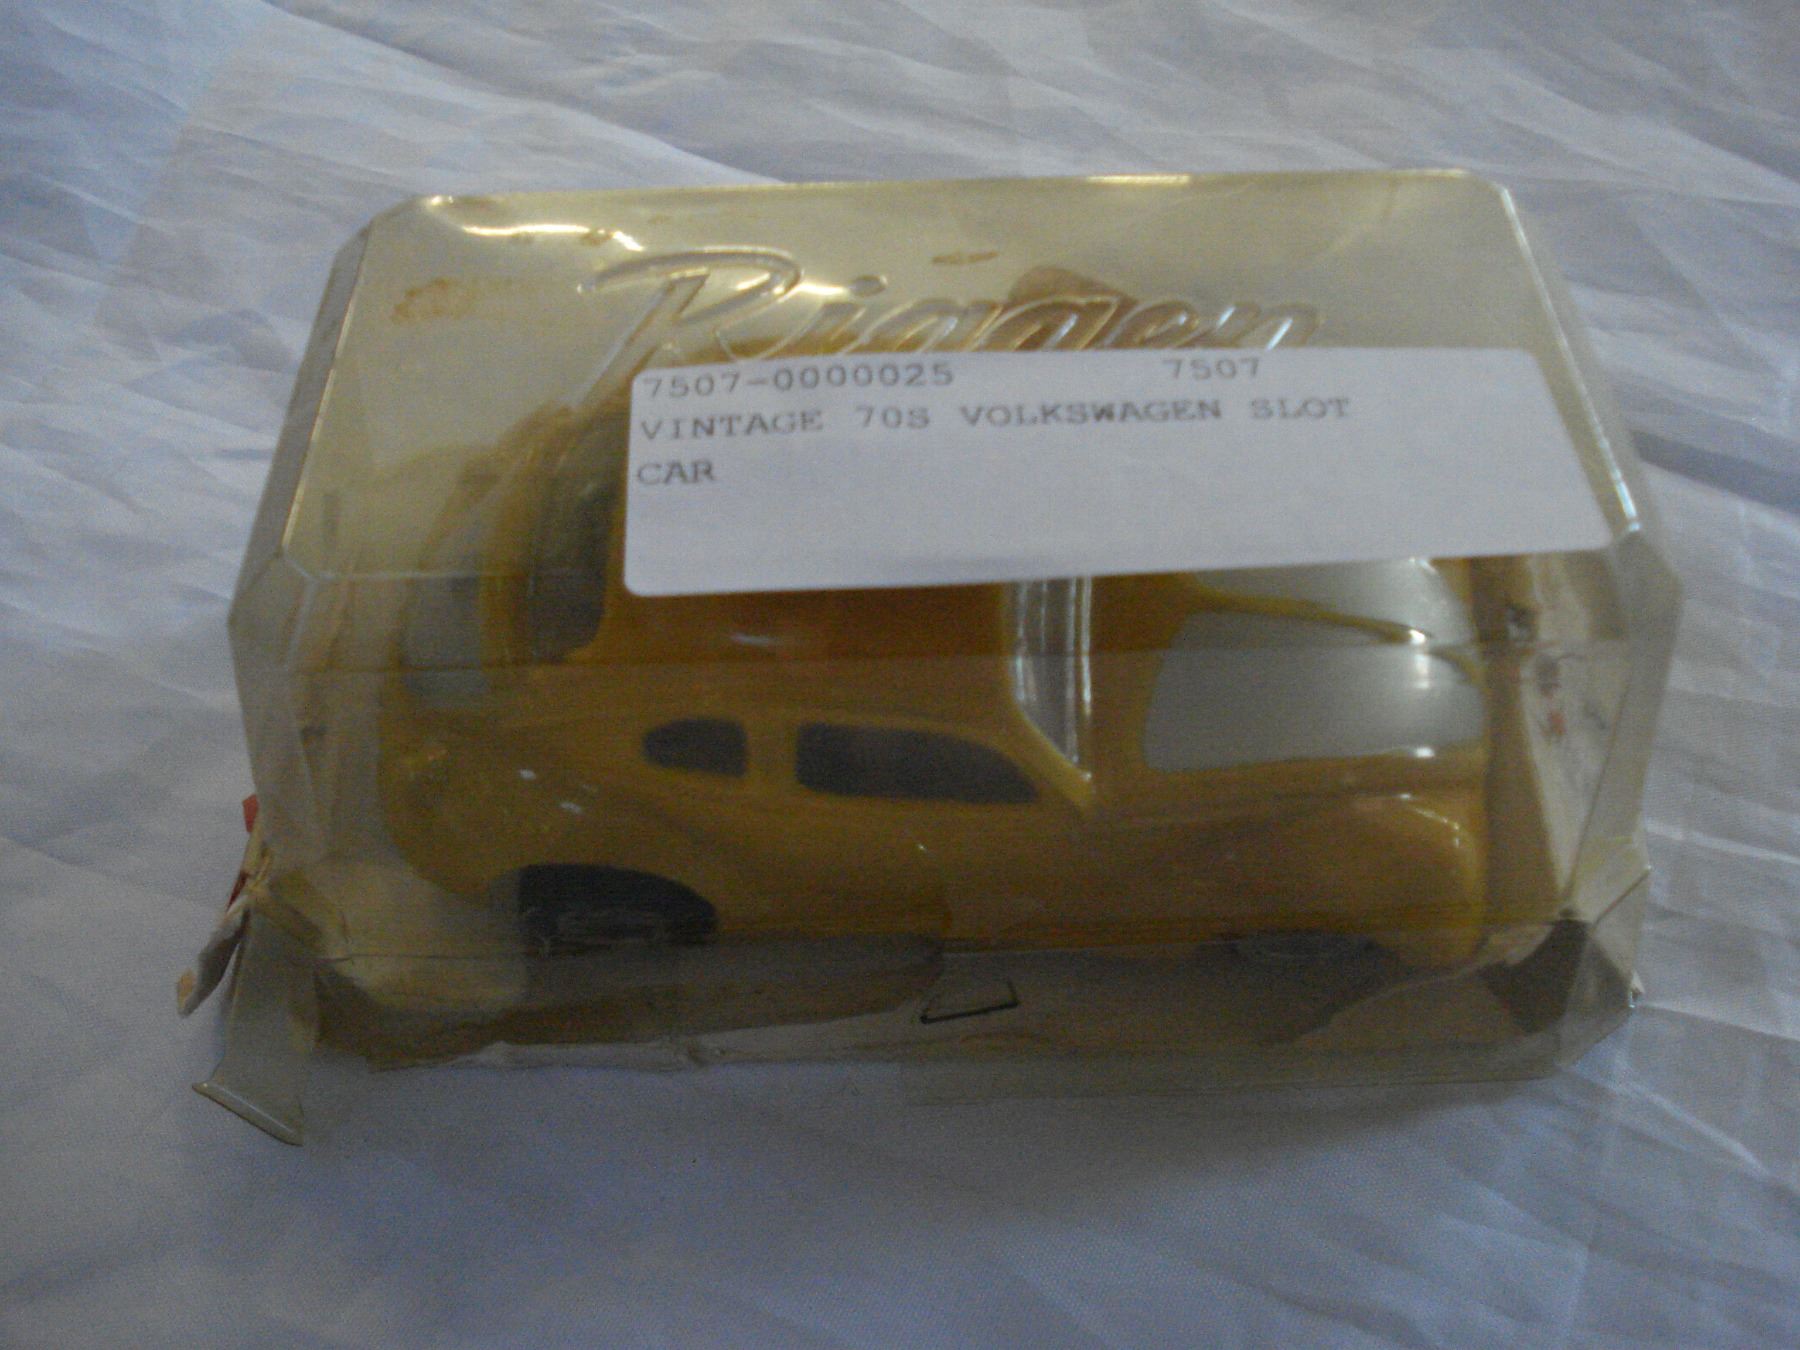 Riggen
7507-0000025 7507
VINTAGE 70S VOLKSWAGEN SLOT
CAR